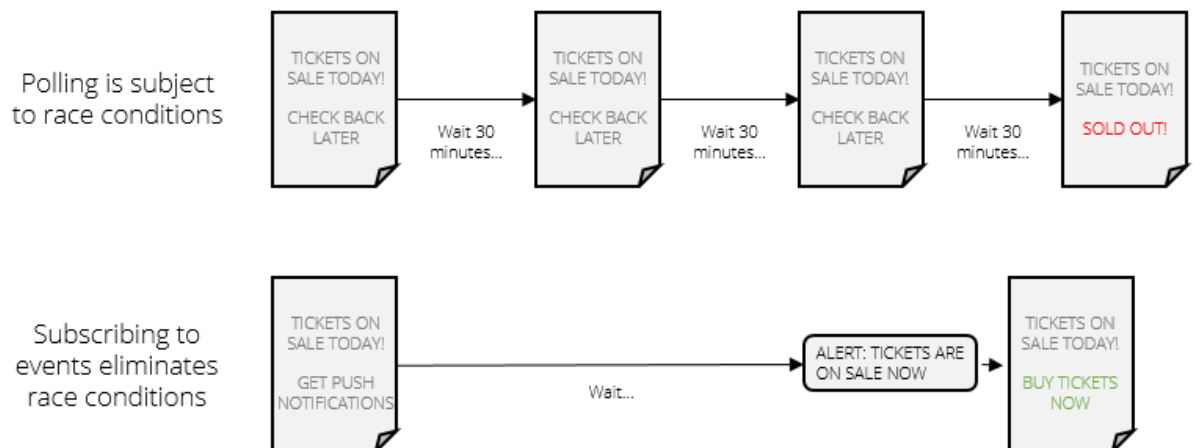 Polling is subject
to race conditions
TICKETS ON
SALE TODAY!
CHECK BACK
LATER
Wait 30
minutes...
TICKETS ON
SALE TODAY!
CHECK BACK
LATER
Wait 30
minutes...
TICKETS ON
SALE TODAY!
CHECK BACK
LATER
Wait 30
minutes...
TICKETS ON
SALE TODAY!
SOLD OUT!
Subscribing to
events eliminates
race conditions
TICKETS ON
SALE TODAY!
GET PUSH
NOTIFICATIONS
Wait...
ALERT: TICKETS ARE
ON SALE NOW
TICKETS ON
SALE TODAY!
BUY TICKETS
NOW